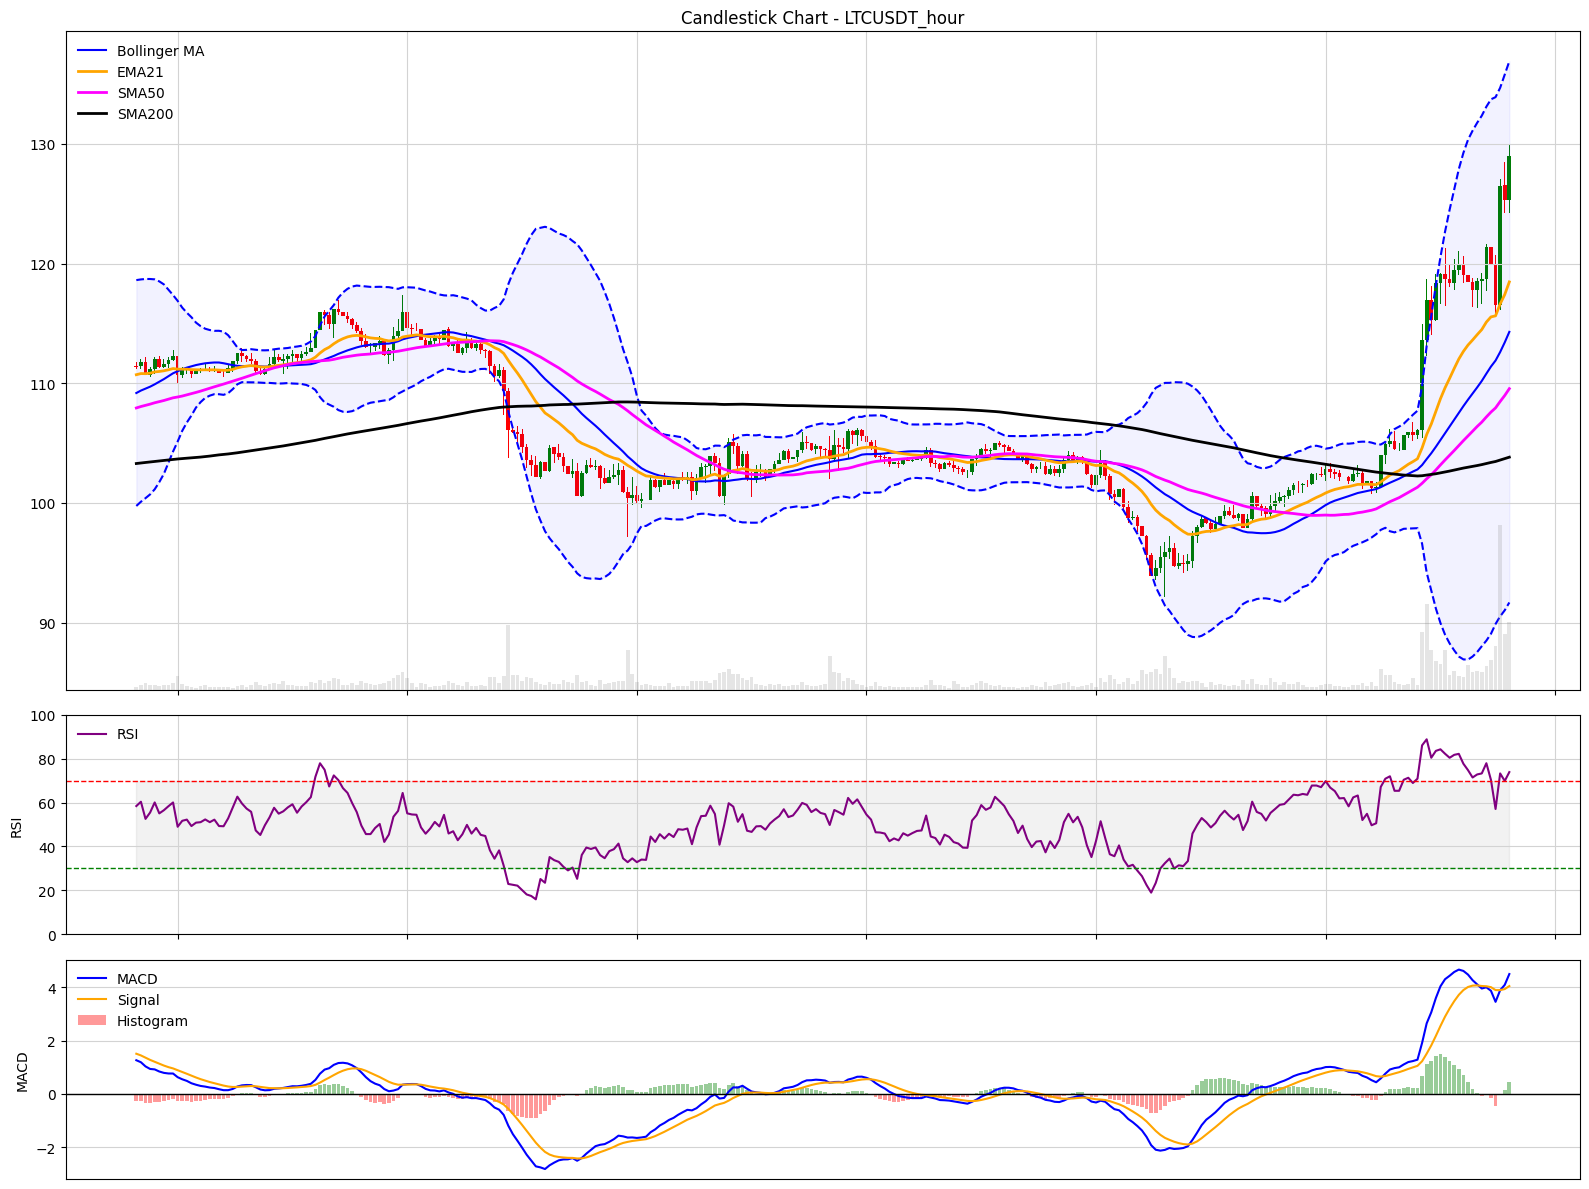 Candlestick Chart - LTCUSDT_hour
Bollinger MA
EMA21
SMA50
SMA200
130
120
110
100
90
RSI
100
80
60
40
20
0
RSI
MACD
Signal
Histogram
4
2
0
−2
MACD